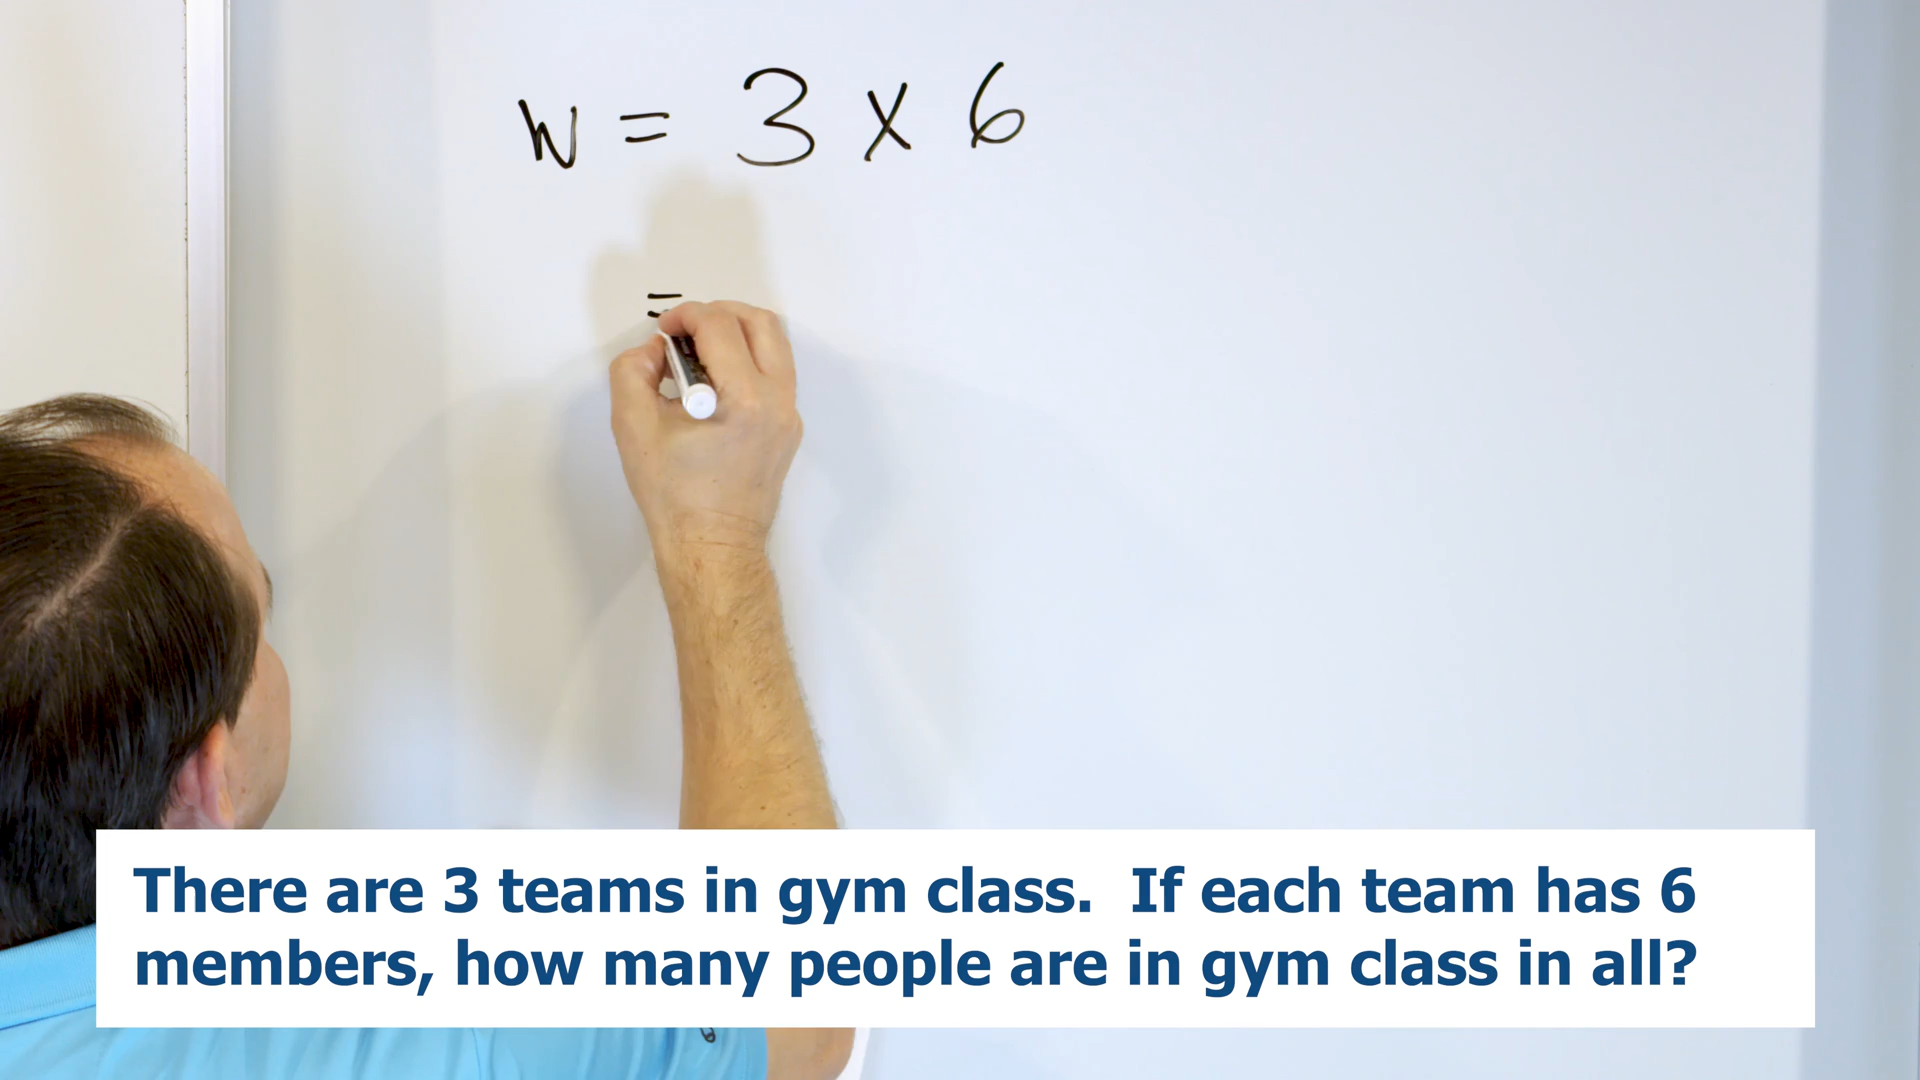 w = 3 x 6
=
There are 3 teams in gym class.  If each team has 6
members, how many people are in gym class in all?